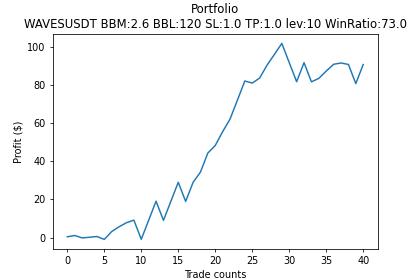 Portfolio
WAVESUSDT BBM:2.6 BBL:120 SL:1.0 TP:1.0 lev:10 WinRatio:73.0
100
80
60
40
20
0
Profit ($)
0 5 10 15 20 25 30 35 40
Trade counts